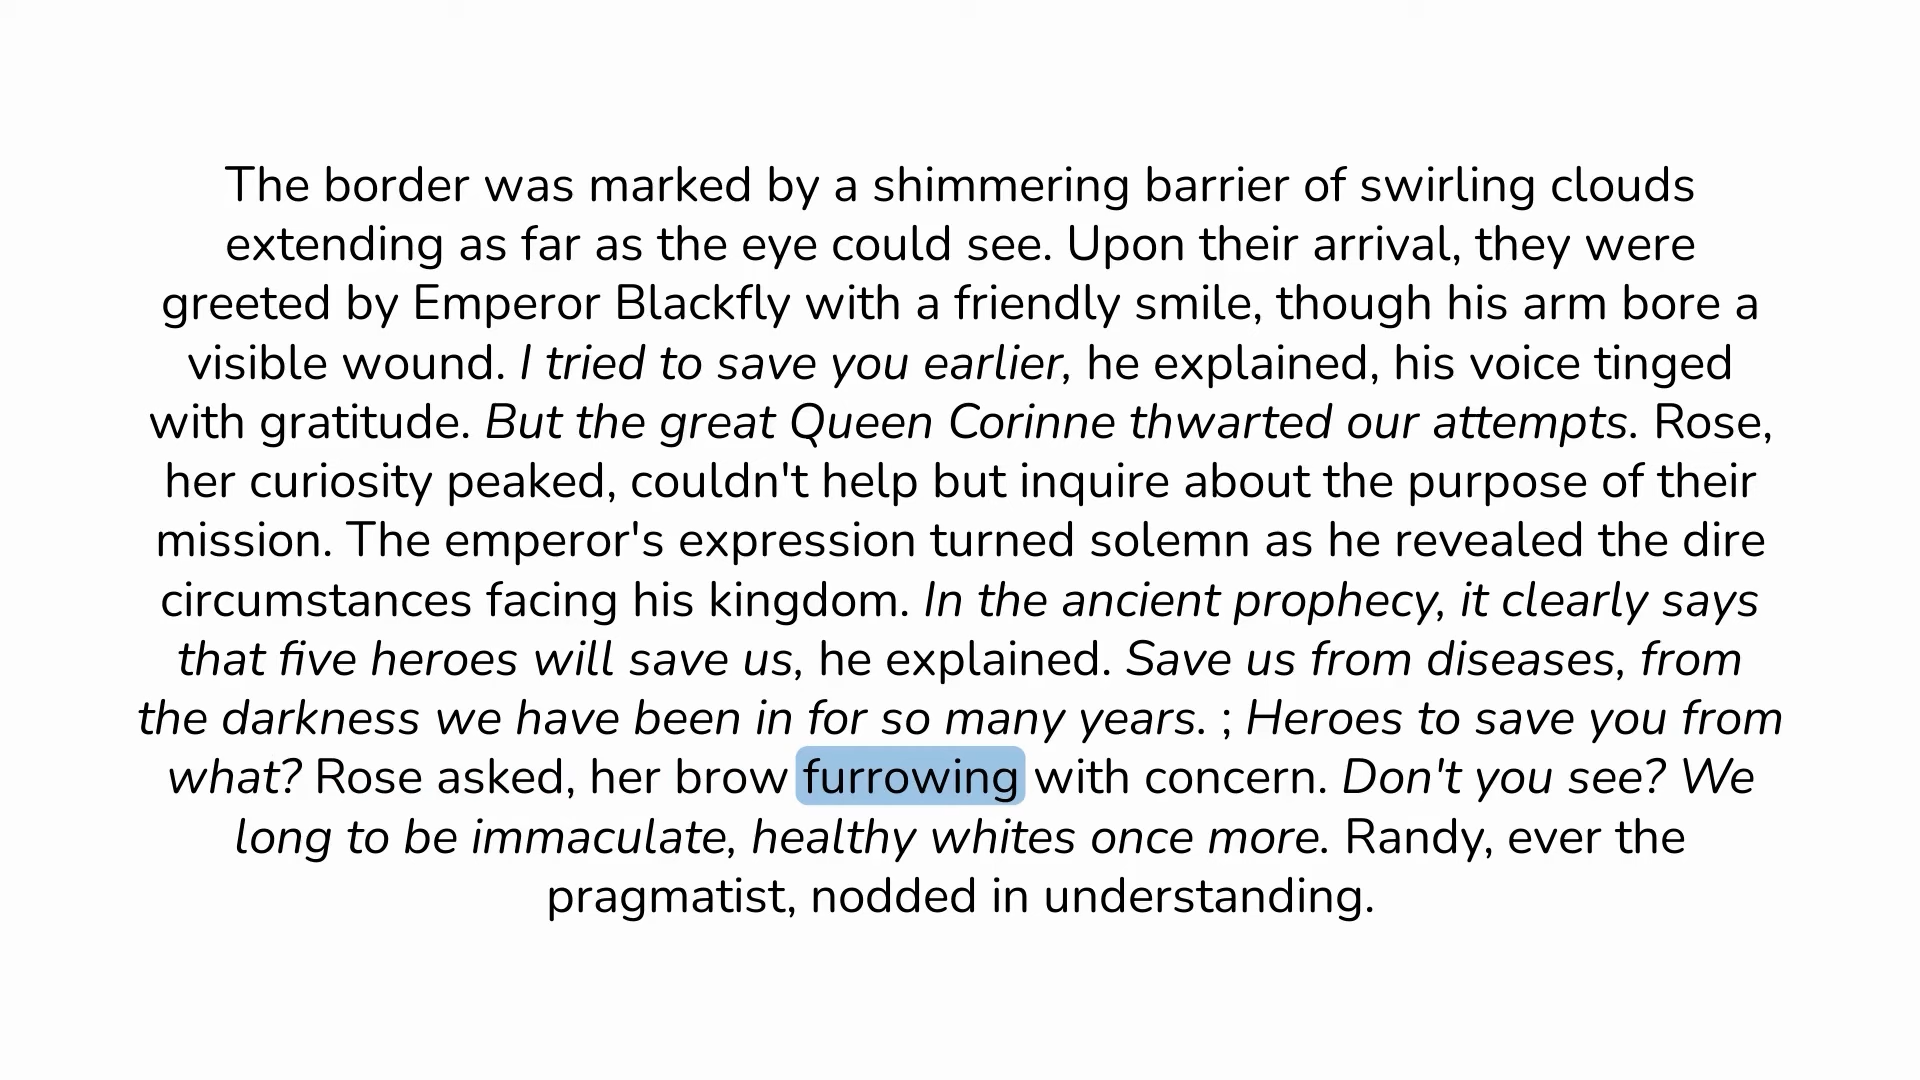 The border was marked by a shimmering barrier of swirling clouds
extending as far as the eye could see. Upon their arrival, they were
greeted by Emperor Blackfly with a friendly smile, though his arm bore a
visible wound. I tried to save you earlier, he explained, his voice tinged
with gratitude. But the great Queen Corinne thwarted our attempts. Rose,
her curiosity peaked, couldn't help but inquire about the purpose of their
mission. The emperor's expression turned solemn as he revealed the dire
circumstances facing his kingdom. In the ancient prophecy, it clearly says
that five heroes will save us, he explained. Save us from diseases, from
the darkness we have been in for so many years. ; Heroes to save you from
what? Rose asked, her brow furrowing with concern. Don't you see? We
long to be immaculate, healthy whites once more. Randy, ever the
pragmatist, nodded in understanding.